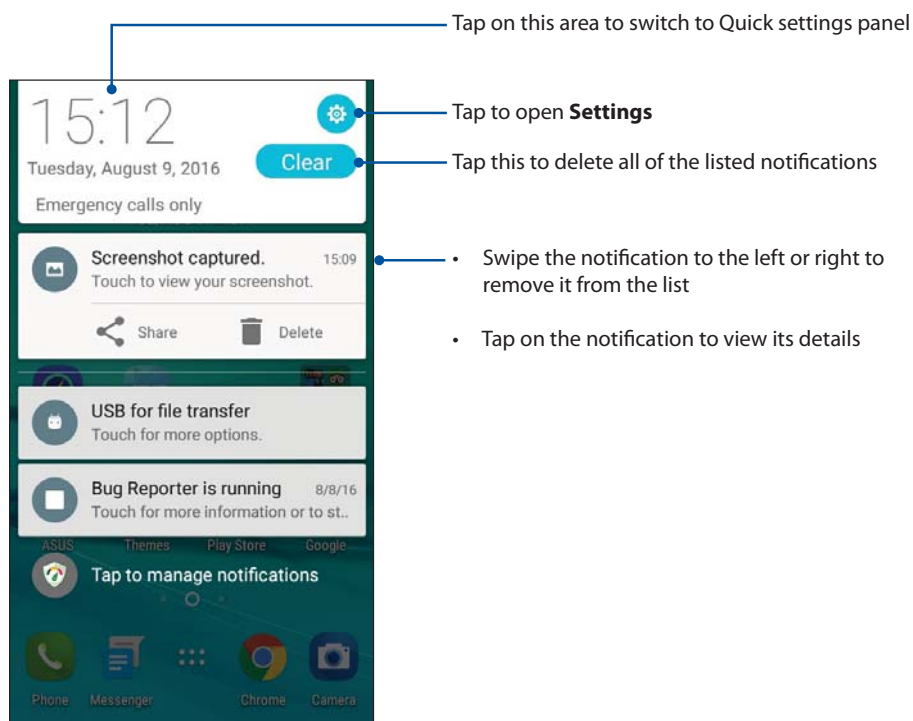 Tap on this area to switch to Quick settings panel
15:12
Tap to open Settings
Tuesday, August 9, 2016
Clear
Tap this to delete all of the listed notifications
Emergency calls only
Screenshot captured. 15:09
Touch to view your screenshot.
Share Delete
• Swipe the notification to the left or right to
remove it from the list
• Tap on the notification to view its details
USB for file transfer
Touch for more options.
Bug Reporter is running 8/8/16
Touch for more information or to st..
ASUS Themes Play Store Google
Tap to manage notifications
Phone Messenger Chrome Camera